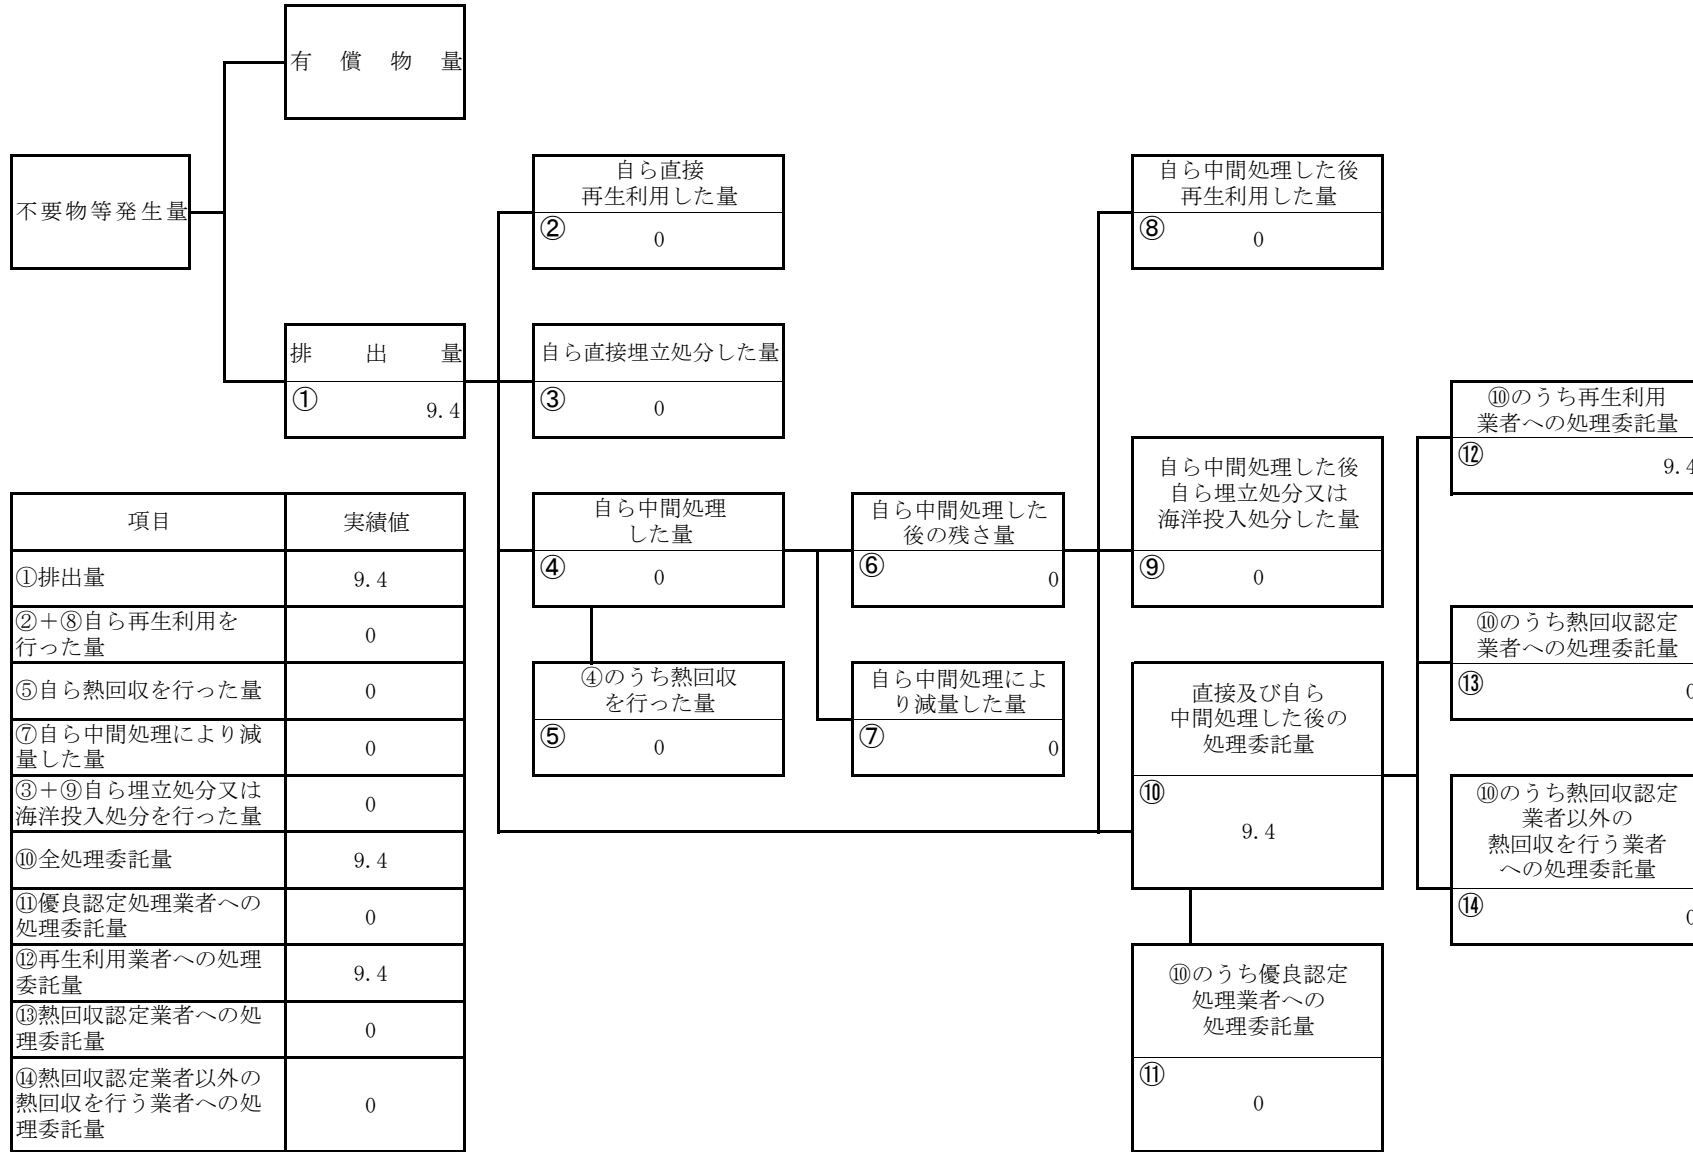 有償物量
不要物等発生量
自ら直接
再生利用した量
②
0
自ら中間処理した後
再生利用した量
⑧
0
排出量
①
9.4
自ら直接埋立処分した量
③
0
⑩のうち再生利用
業者への処理委託量
⑫
9.4
自ら中間処理した後
自ら埋立処分又は
海洋投入処分した量
⑨
0
自ら中間処理
した量
④
0
自ら中間処理した
後の残さ量
⑥
0
⑩のうち熱回収認定
業者への処理委託量
⑬
0
④のうち熱回収
を行った量
⑤
0
自ら中間処理によ
り減量した量
⑦
0
直接及び自ら
中間処理した後の
処理委託量
⑩
9.4
⑩のうち熱回収認定
業者以外の
熱回収を行う業者
への処理委託量
⑭
0
⑩のうち優良認定
処理業者への
処理委託量
⑪
0
項目 実績値
①排出量 9.4
②＋⑧自ら再生利用を
行った量 0
⑤自ら熱回収を行った量 0
⑦自ら中間処理により減
量した量 0
③＋⑨自ら埋立処分又は
海洋投入処分を行った量 0
⑩全処理委託量 9.4
⑪優良認定処理業者への
処理委託量 0
⑫再生利用業者への処理
委託量 9.4
⑬熱回収認定業者への処
理委託量 0
⑭熱回収認定業者以外の
熱回収を行う業者への処
理委託量 0